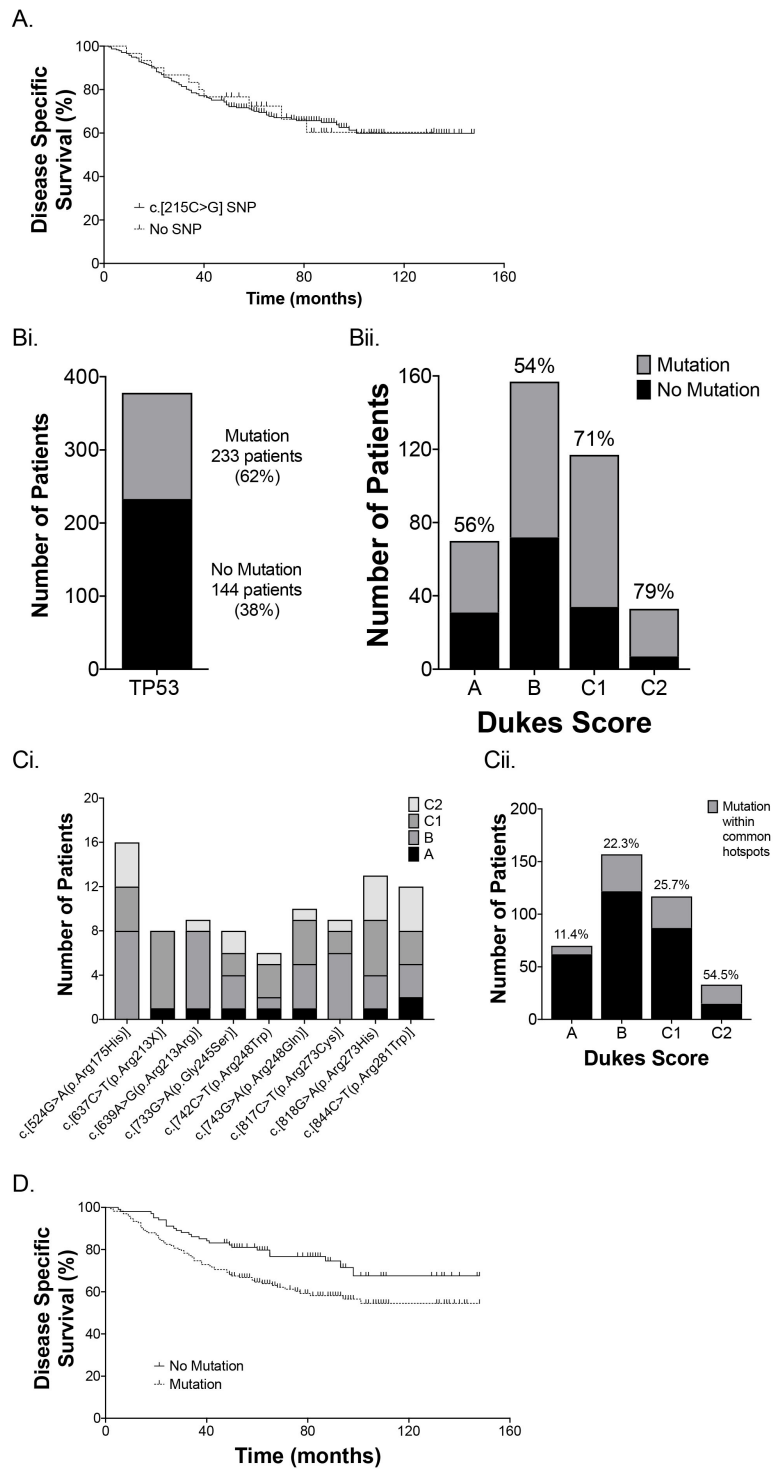 A.
Disease Specific
Survival (%)
100
80
60
40
20
0
c.[215C>G] SNP
No SNP
0
40
80
120
160
Time (months)
Bi.
Number of Patients
400
300
200
100
0
Mutation
233 patients
(62%)
No Mutation
144 patients
(38%)
TP53
Bii.
Number of Patients
160
120
80
40
0
Mutation
No Mutation
56%
54%
71%
79%
A
B
C1
C2
Dukes Score
Ci.
Number of Patients
20
16
12
8
4
0
C2
C1
B
A
c.[524G>A(p.Arg175His)]
c.[637C>T(p.Arg213X)]
c.[639A>G(p.Arg213Arg)]
c.[733G>A(p.Gly245Ser)]
c.[742C>T(p.Arg248Trp)
c.[743G>A(p.Arg248Gln)]
c.[817C>T(p.Arg273Cys)]
c.[818G>A(p.Arg273His)
c.[844C>T(p.Arg281Trp)]
Cii.
Number of Patients
200
150
100
50
0
Mutation
within
common
hotspots
11.4%
22.3%
25.7%
54.5%
A
B
C1
C2
Dukes Score
D.
Disease Specific
Survival (%)
100
80
60
40
20
0
No Mutation
Mutation
0
40
80
120
160
Time (months)